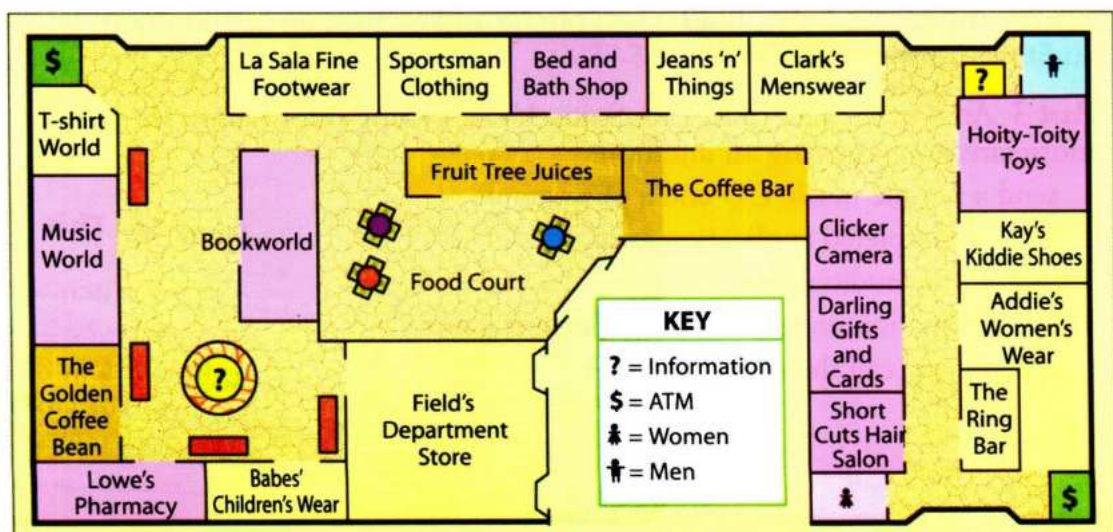 $
La Sala Fine
Footwear
Sportsman
Clothing
Bed and
Bath Shop
Jeans 'n'
Things
Clark's
Menswear
?
T-shirt
World
Hoity-Toity
Toys
Fruit Tree Juices
The Coffee Bar
Music
World
Bookworld
Clicker
Camera
Kay's
Kiddie Shoes
Food Court
Darling
Gifts
and
Cards
Addie's
Women's
Wear
The
Golden
Coffee
Bean
?
Field's
Department
Store
The
Ring
Bar
Short
Cuts Hair
Salon
Lowe's
Pharmacy
Babes'
Children's Wear
$
KEY
? = Information
$ = ATM
= Women
= Men